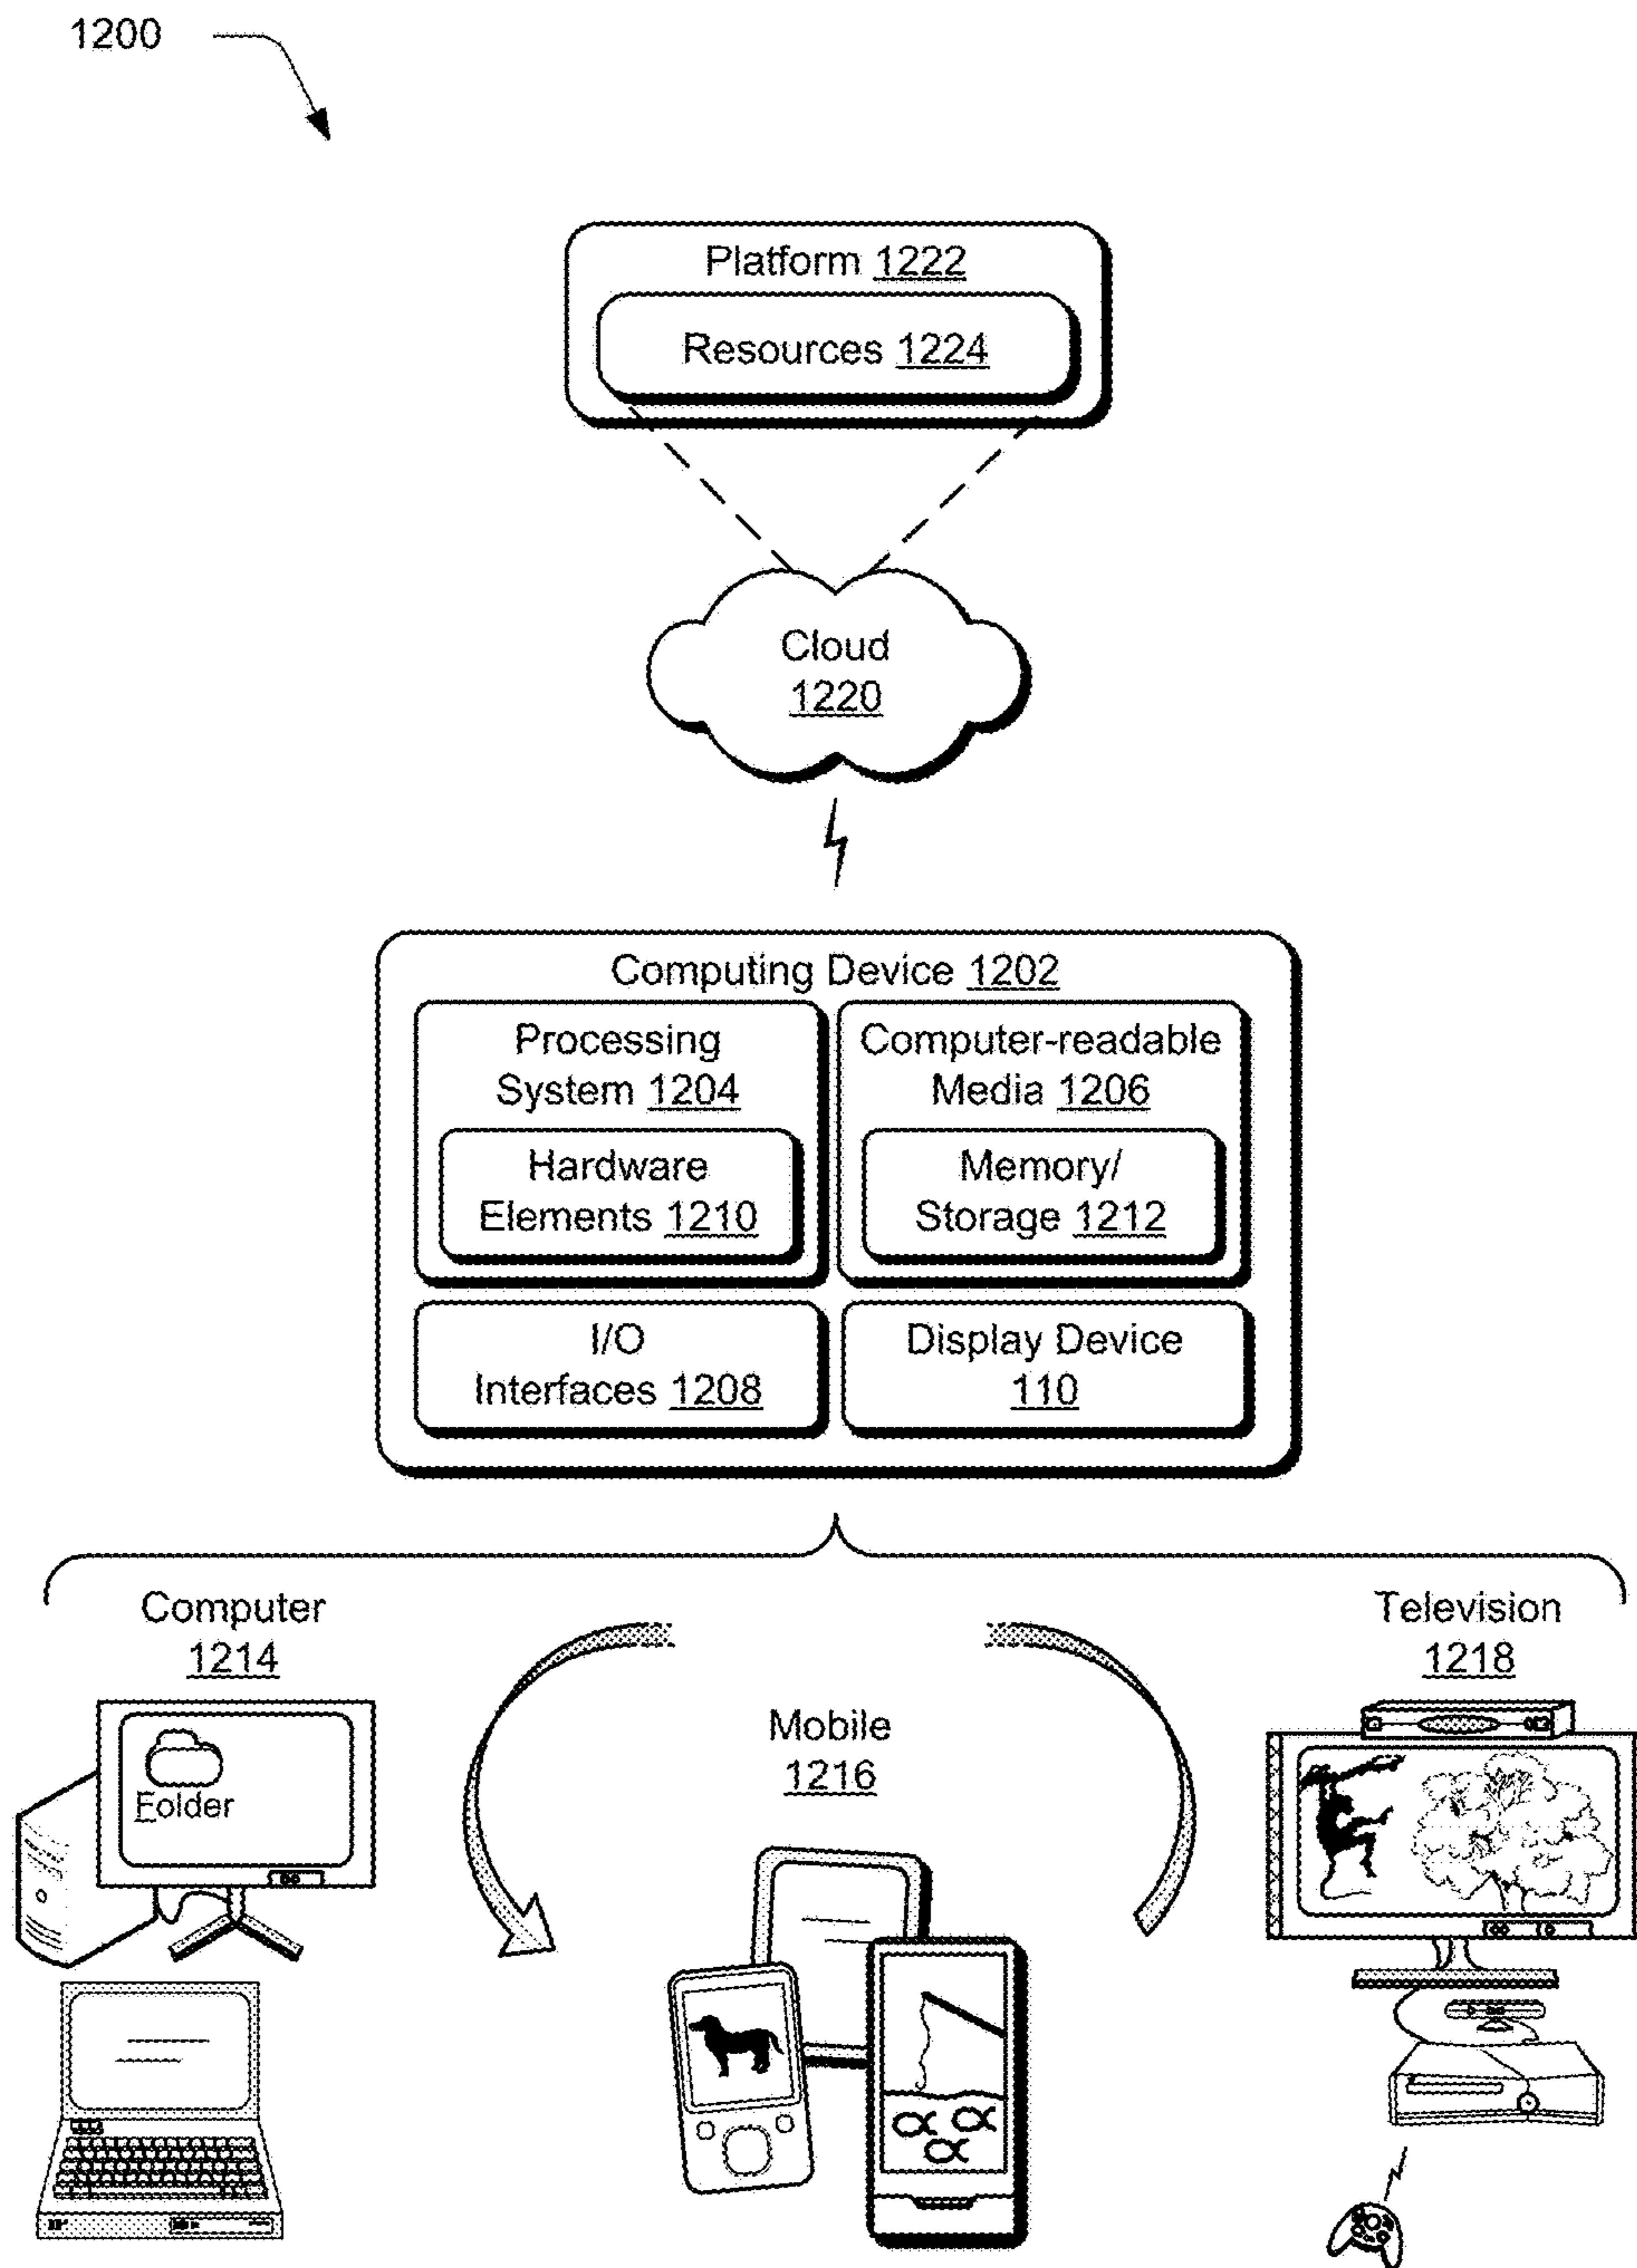 1200
Platform 1222
Resources 1224
Cloud
1220
Computing Device 1202
Processing
System 1204
Hardware
Elements 1210
Computer-readable
Media 1206
Memory/
Storage 1212
I/O
Interfaces 1208
Display Device
110
Computer
1214
Folder
Mobile
1216
Television
1218